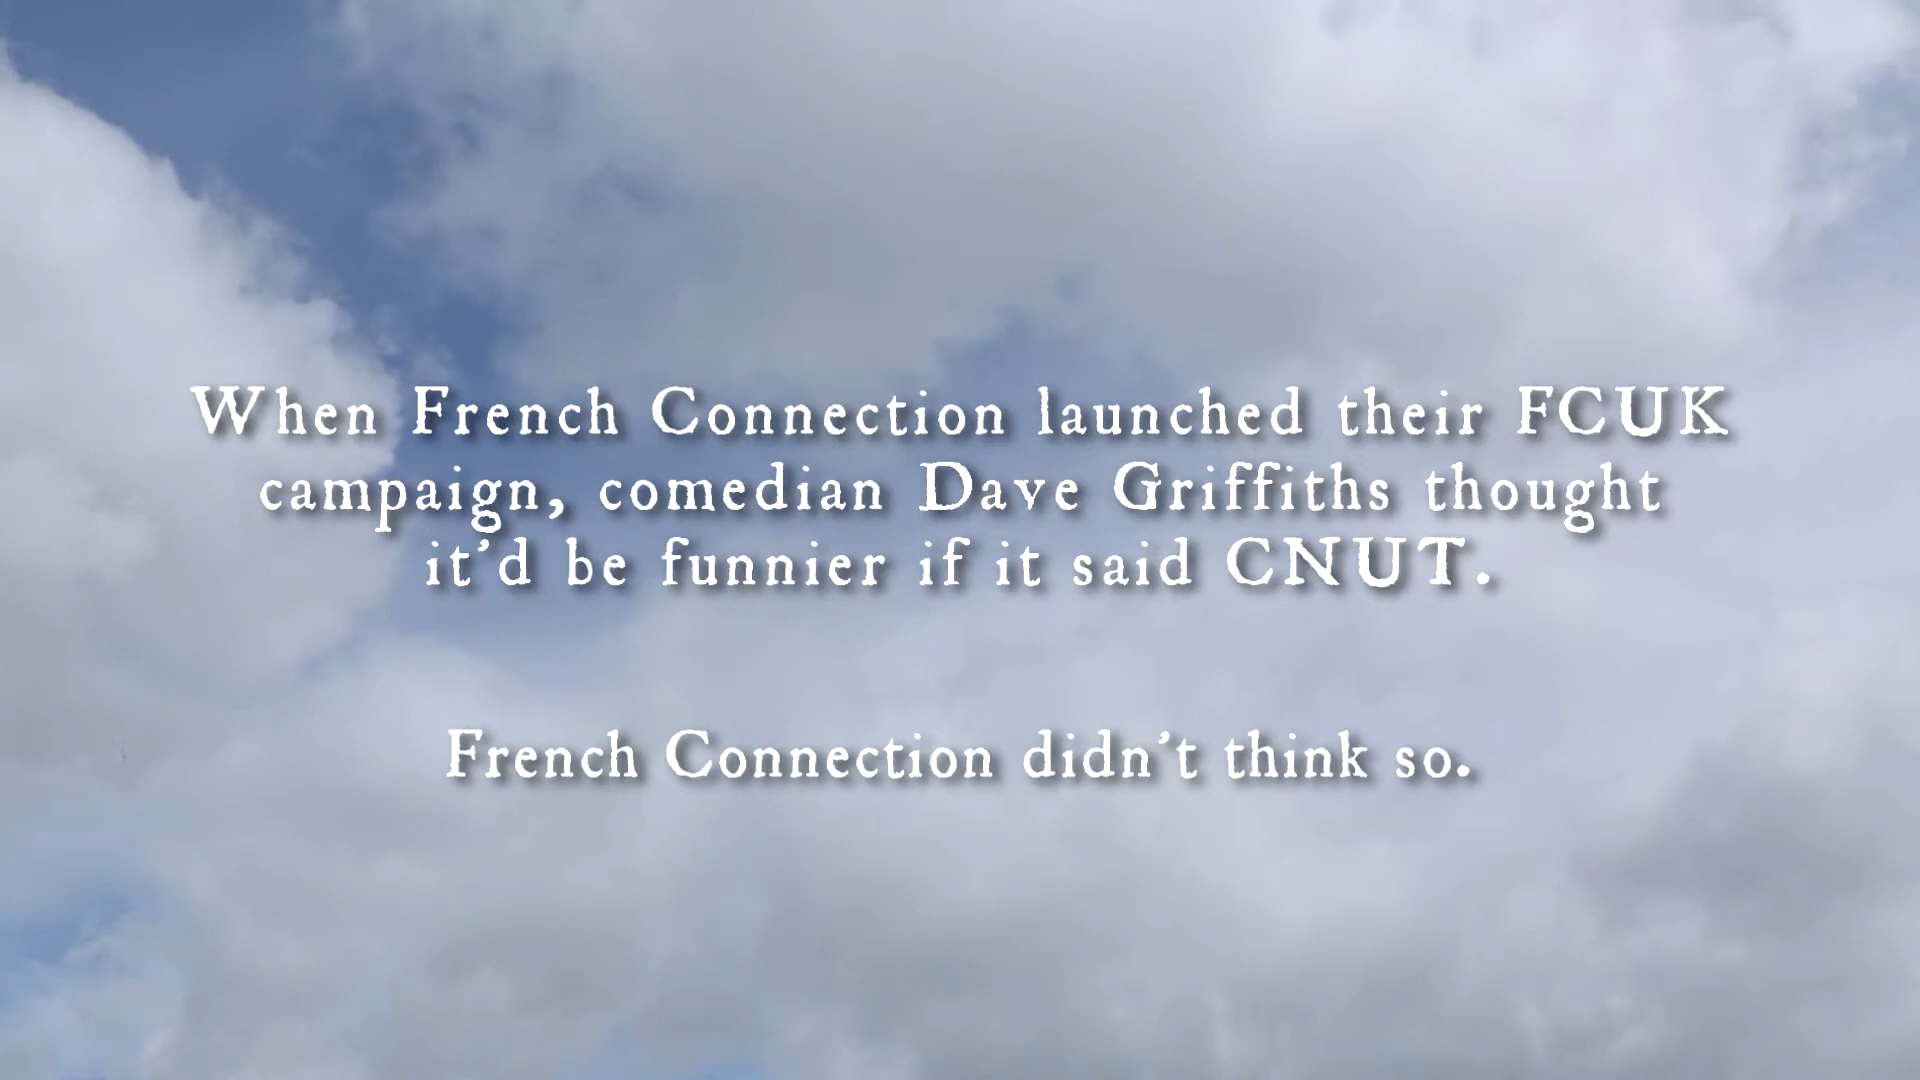 When French Connection launched their FCUK
campaign, comedian Dave Griffiths thought
it'd be funnier if it said CNUT.
French Connection didn't think so.